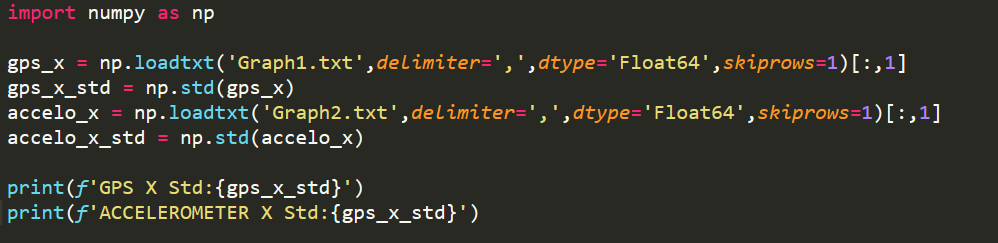 import numpy as np
gps_x = np.loadtxt('Graph1.txt',delimiter=',',dtype='Float64',skiprows=1)[:,1]
gps_x_std = np.std(gps_x)
accelo_x = np.loadtxt('Graph2.txt',delimiter=',',dtype='Float64',skiprows=1)[:,1]
accelo_x_std = np.std(accelo_x)
print(f'GPS X Std:{gps_x_std}')
print(f'ACCELEROMETER X Std:{gps_x_std}')